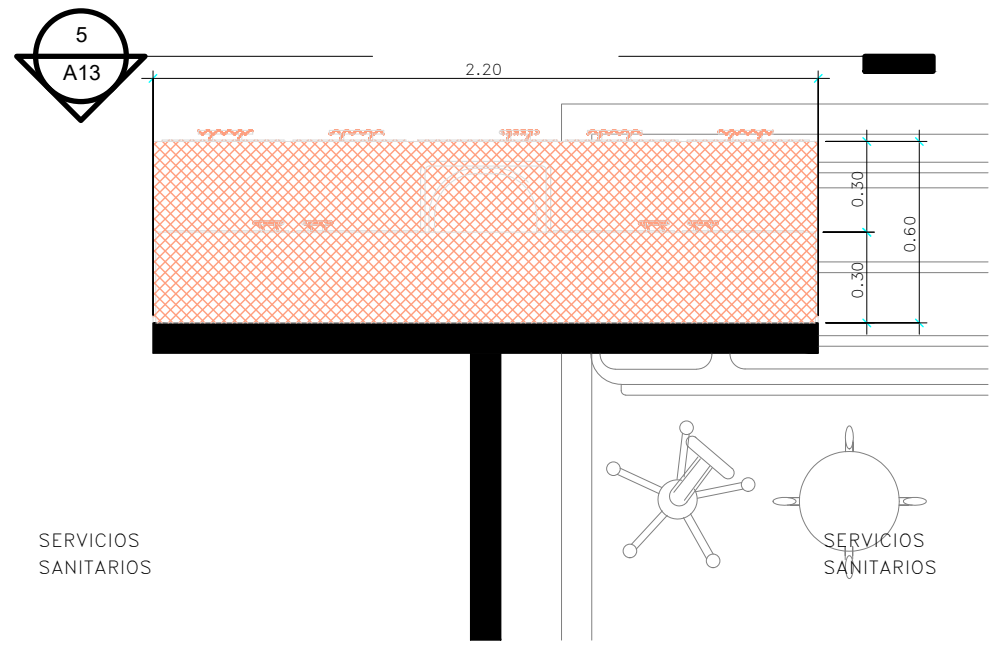 5
A13
2.20
0.30
0.60
0.30
SERVICIOS
SANITARIOS
SERVICIOS
SANITARIOS